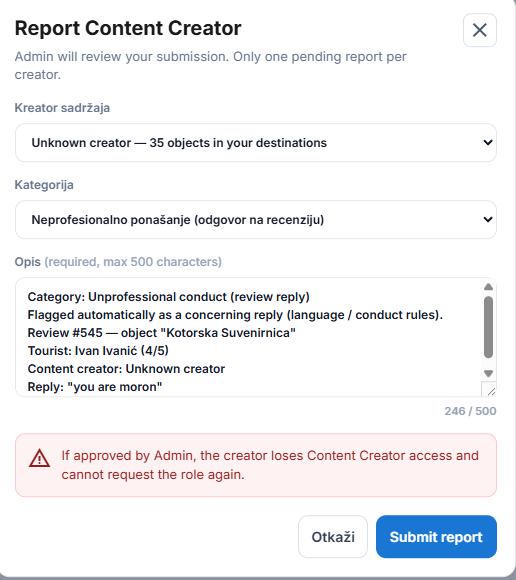 Report Content Creator
Admin will review your submission. Only one pending report per
creator.
Kreator sadržaja
Unknown creator — 35 objects in your destinations
Kategorija
Neprofesionalno ponašanje (odgovor na recenziju)
Opis (required, max 500 characters)
Category: Unprofessional conduct (review reply)
Flagged automatically as a concerning reply (language / conduct rules).
Review #545 — object "Kotorska Suvenirnica"
Tourist: Ivan Ivanić (4/5)
Content creator: Unknown creator
Reply: "you are moron"
246 / 500
If approved by Admin, the creator loses Content Creator access and
cannot request the role again.
Otkaži
Submit report